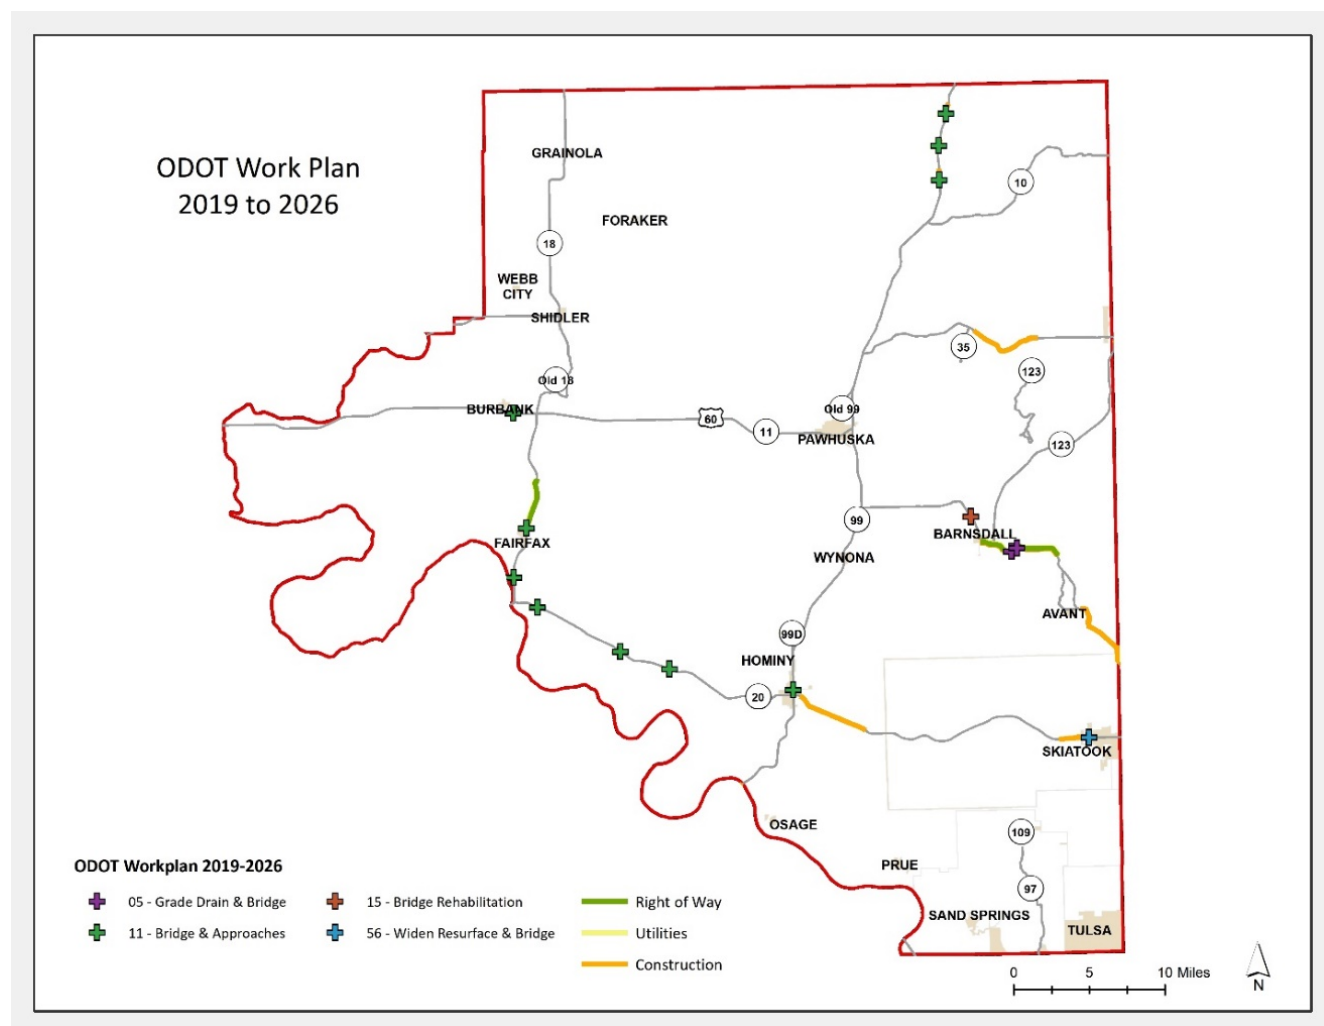 ODOT Work Plan
2019 to 2026
GRAINOLA
10
FORAKER
18
WEBB
CITY
SHIDLER
35
123
Old 18
BURBANK
Old 99
60
11
PAWHUSKA
123
99
BARNSDALL
FAIRFAX
WYNONA
AVANT
99D
HOMINY
20
SKIATOOK
OSAGE
109
PRUE
97
SAND SPRINGS
TULSA
ODOT Workplan 2019-2026
05 - Grade Drain & Bridge
11 - Bridge & Approaches
15 - Bridge Rehabilitation
56 - Widen Resurface & Bridge
Right of Way
Utilities
Construction
0 5 10 Miles
N